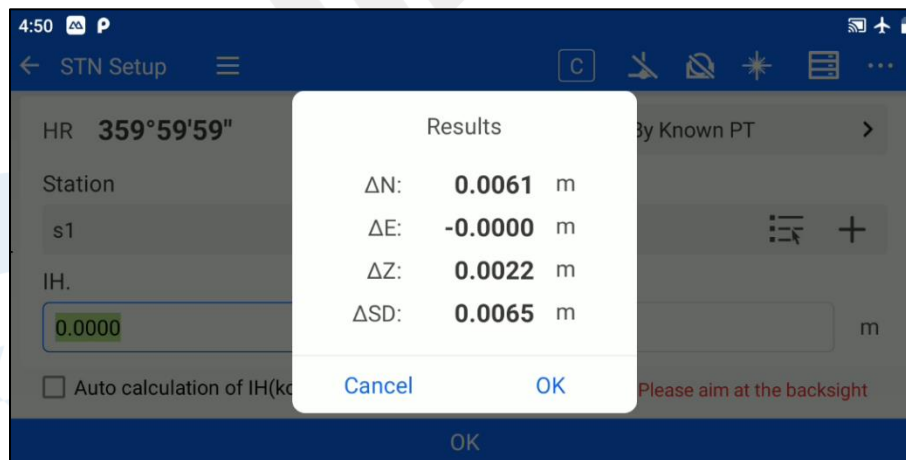 4:50
STN Setup
C
HR 359°59'59"
By Known PT
Station
s1
IH.
0.0000
m
Auto calculation of IH(kc
Please aim at the backsight
OK
Results
ΔN: 0.0061 m
ΔE: -0.0000 m
ΔZ: 0.0022 m
ΔSD: 0.0065 m
Cancel OK